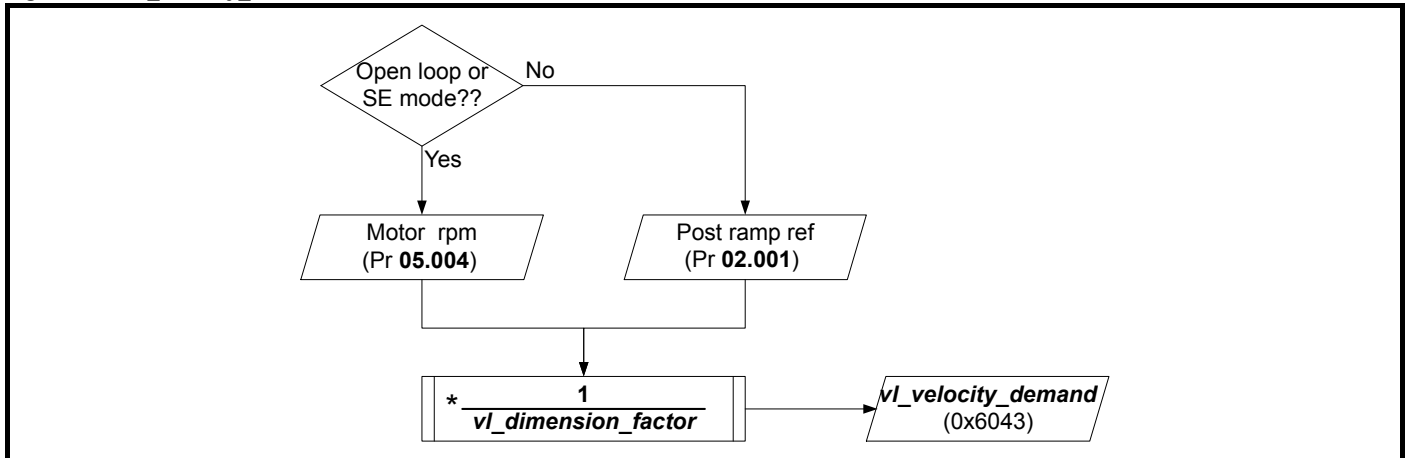 Open loop or
SE mode??
No
Yes
Motor rpm
(Pr 05.004)
Post ramp ref
(Pr 02.001)
* 1
vl_dimension_factor
vl_velocity_demand
(0x6043)